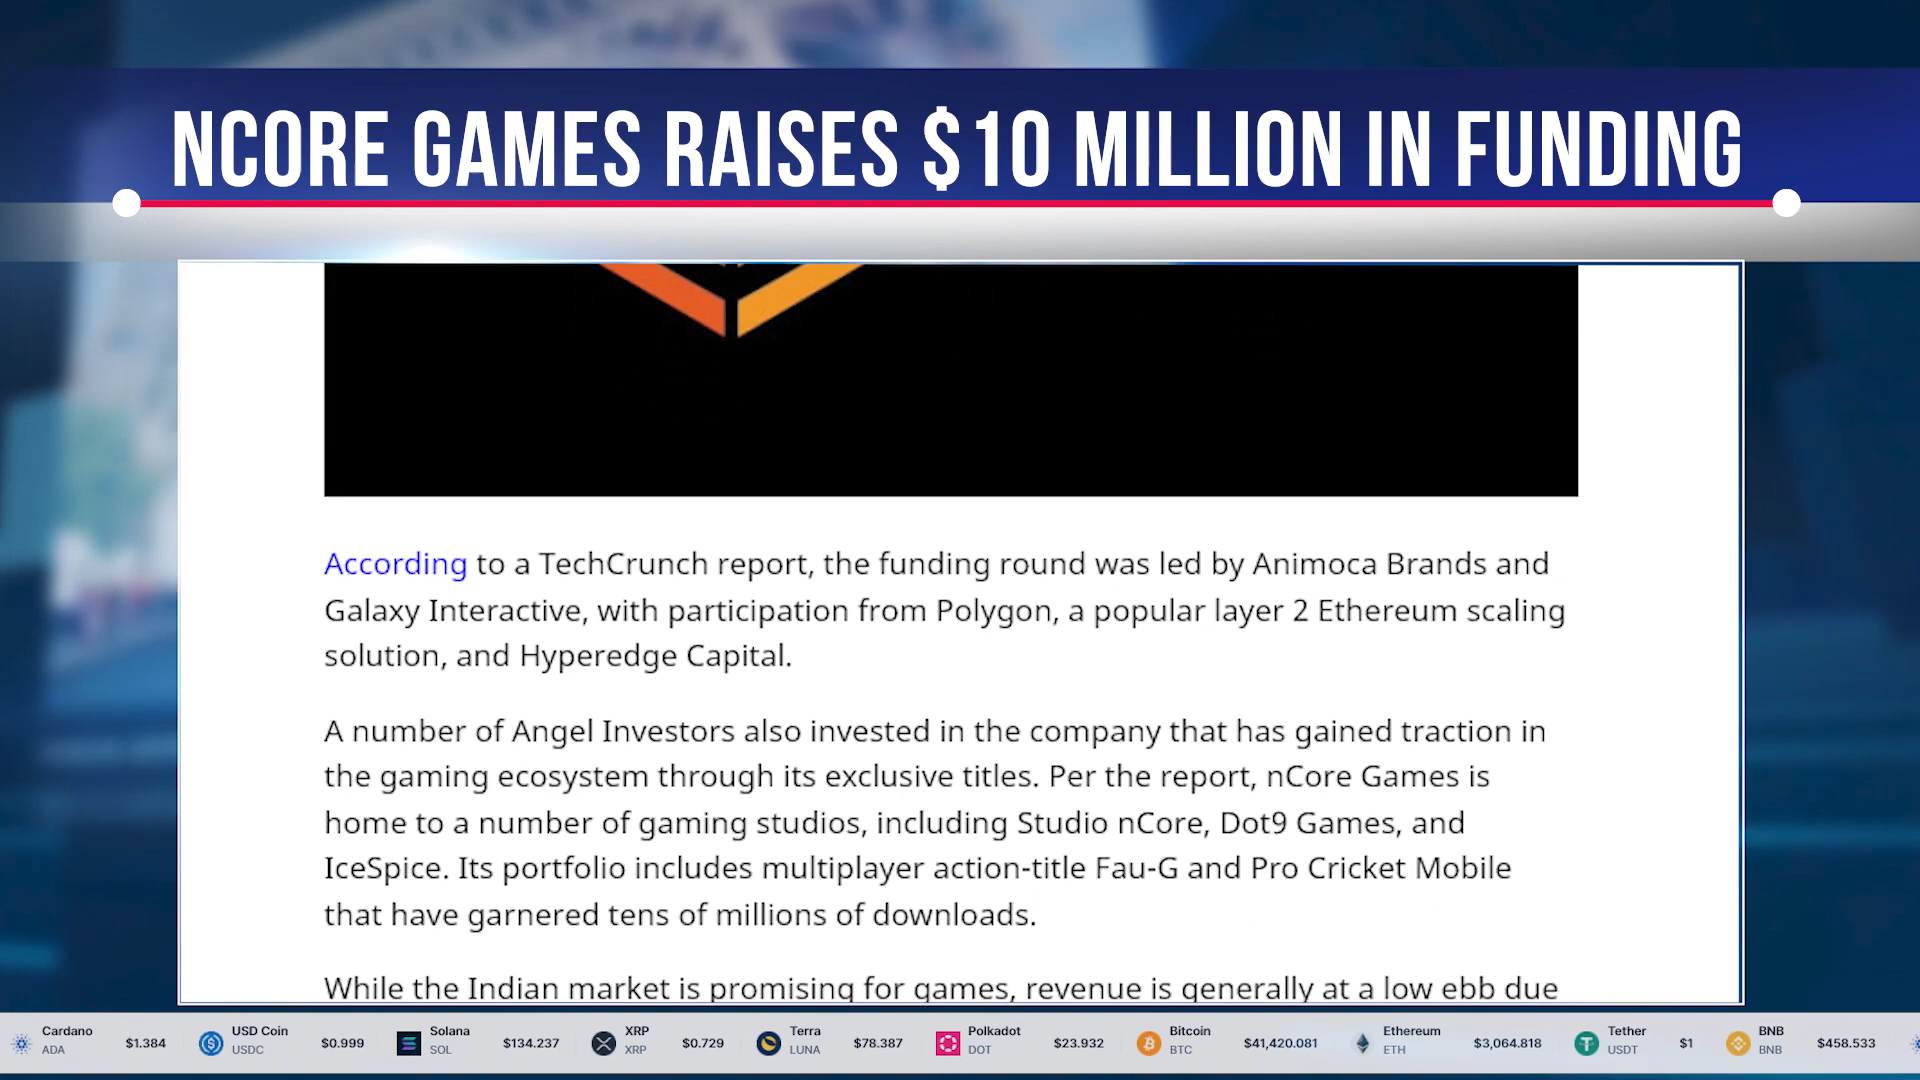 NCORE GAMES RAISES $10 MILLION IN FUNDING
According to a TechCrunch report, the funding round was led by Animoca Brands and
Galaxy Interactive, with participation from Polygon, a popular layer 2 Ethereum scaling
solution, and Hyperedge Capital.
A number of Angel Investors also invested in the company that has gained traction in
the gaming ecosystem through its exclusive titles. Per the report, nCore Games is
home to a number of gaming studios, including Studio nCore, Dot9 Games, and
IceSpice. Its portfolio includes multiplayer action-title Fau-G and Pro Cricket Mobile
that have garnered tens of millions of downloads.
While the Indian market is promising for games, revenue is generally at a low ebb due
Cardano ADA $1.384 USD Coin USDC $0.999 Solana SOL $134.237 XRP XRP $0.729 Terra LUNA $78.387 Polkadot DOT $23.932 Bitcoin BTC $41,420.081 Ethereum ETH $3,064.818 Tether USDT $1 BNB BNB $458.533